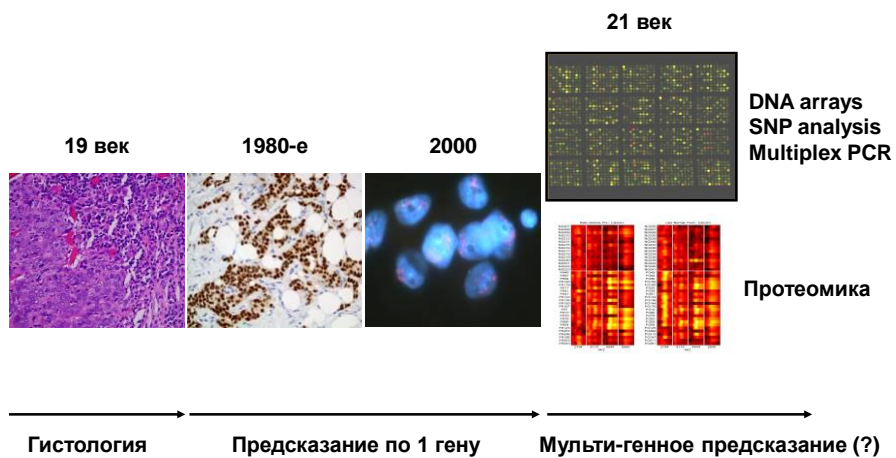 21 век
19 век
1980-е
2000
DNA arrays
SNP analysis
Multiplex PCR
Протеомика
Гистология
Предсказание по 1 гену
Мульти-генное предсказание (?)